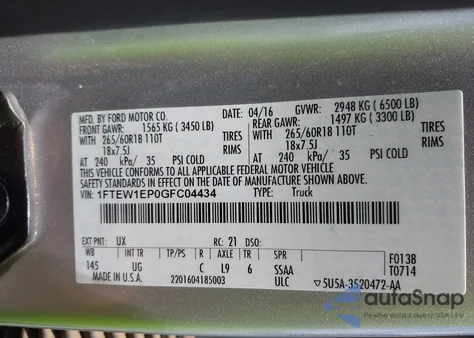 MFD. BY FORD MOTOR CO. DATE: 04/16 GVWR: 2948 KG ( 6500 LB)
FRONT GAWR: 1565 KG ( 3450 LB) REAR GAWR: 1497 KG ( 3300 LB)
WITH 265/60R18 110T TIRES WITH 265/60R18 110T TIRES
18x7.5J RIMS 18x7.5J RIMS
AT 240 kPa/ 35 PSI COLD AT 240 kPa/ 35 PSI COLD
THIS VEHICLE CONFORMS TO ALL APPLICABLE FEDERAL MOTOR VEHICLE
SAFETY AND THEFT PREVENTION STANDARDS IN EFFECT ON THE DATE OF MANUFACTURE SHOWN ABOVE.
VIN: 1FTEW1EP0GFC04434 TYPE: Truck
EXT PNT: UX RC: 21 DSO:
WB INT TR TP/PS R AXLE TR SPR F0138
145 UG C L9 6 SSAA T0714
MADE IN U.S.A. 2201604185003 ULC 5U5A-3520472-AA
autoSnap